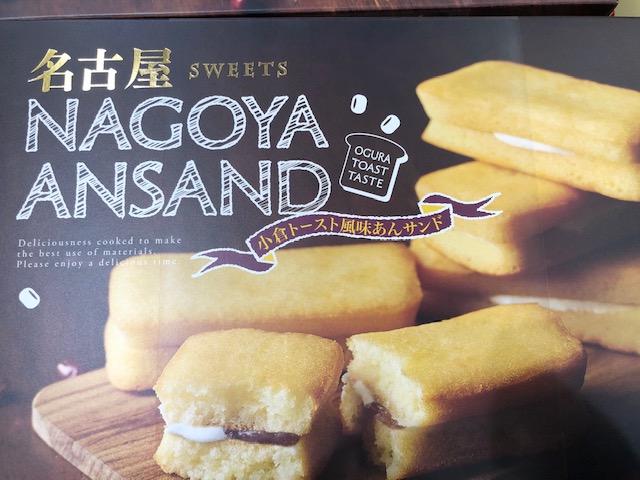 名古屋 SWEETS
NAGOYA
ANSAND
OGURA
TOAST
TASTE
小倉トースト風味あんサンド
Deliciousness cooked to make
the best use of materials.
Please enjoy a delicious time.